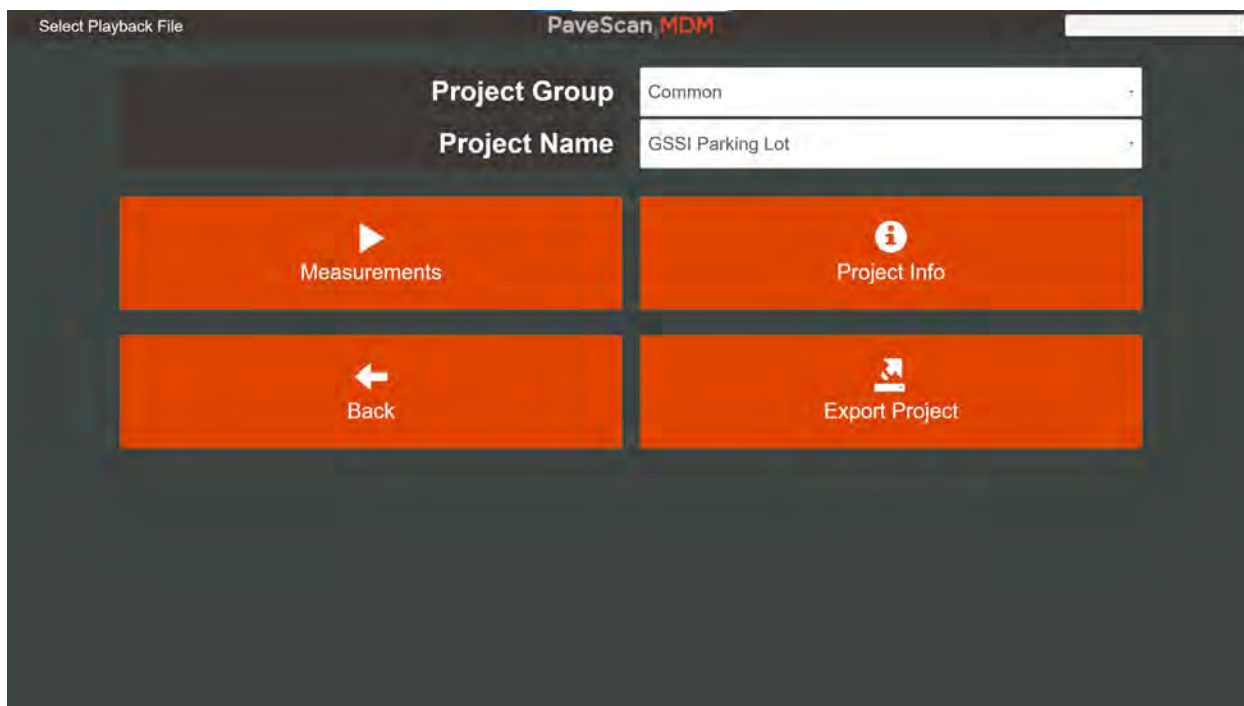 Select Playback File
PaveScan MDM
Project Group
Common
Project Name
GSSI Parking Lot
Measurements
Project Info
Back
Export Project